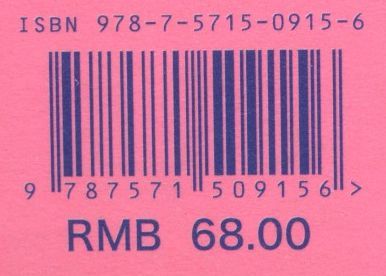 ISBN 978-7-5715-0915-6
9 787571 509156 >
RMB 68.00